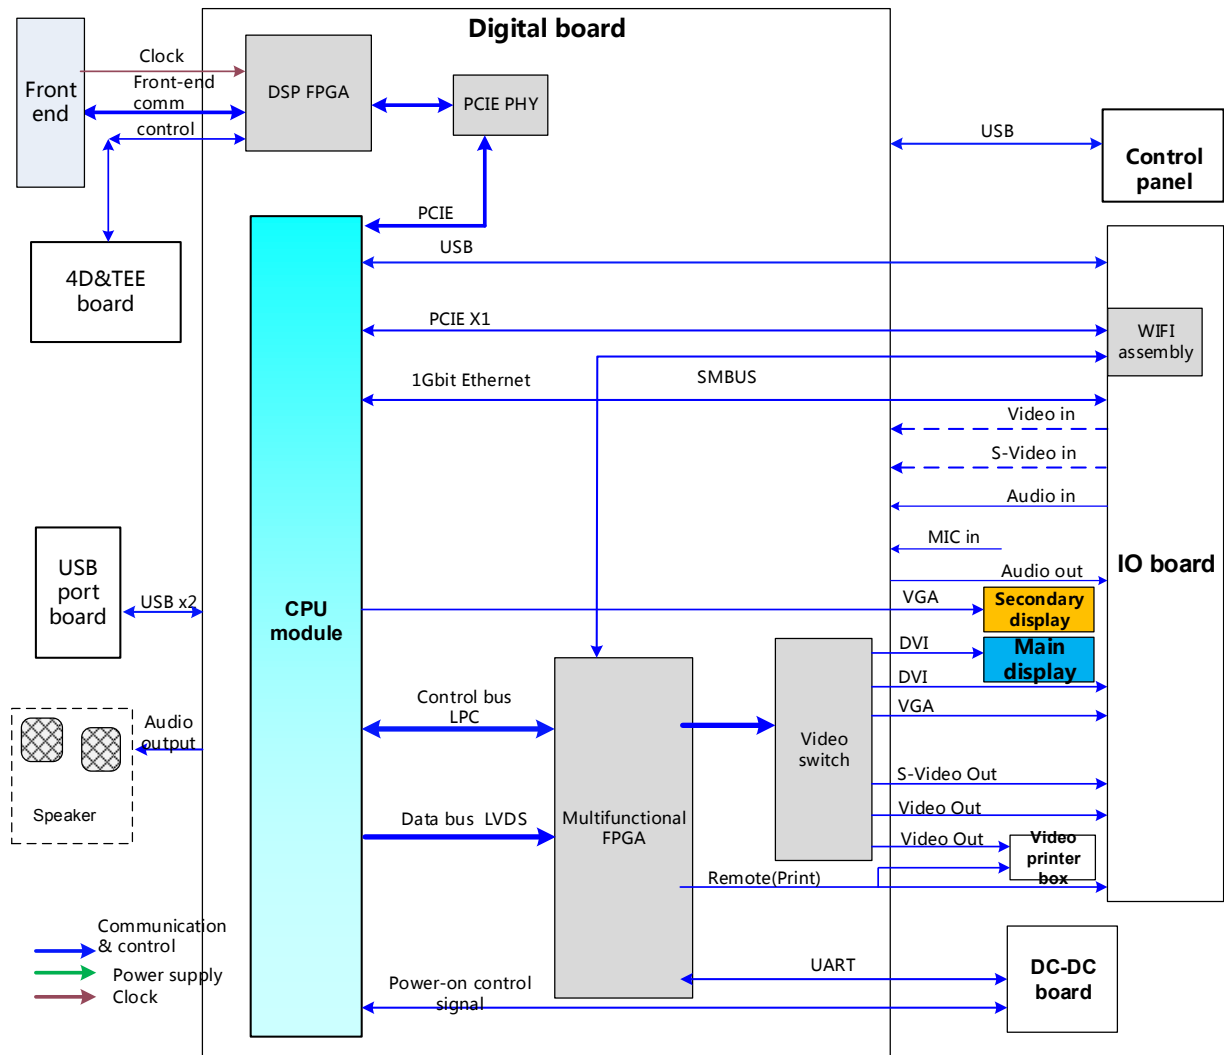 Digital board
Clock
Front-end
comm
control
Front
end
DSP FPGA
PCIE PHY
USB
Control
panel
PCIE
USB
4D&TEE
board
PCIE X1
WIFI
assembly
1Gbit Ethernet
SMBUS
Video in
S-Video in
Audio in
MIC in
Audio out
IO board
USB
port
board
USB x2
CPU
module
VGA
Secondary
display
DVI
Main
display
DVI
VGA
Control bus
LPC
Audio
output
Video
switch
S-Video Out
Speaker
Data bus  LVDS
Multifunctional
FPGA
Video Out
Video Out
Video
printer
box
Remote(Print)
Communication
& control
Power supply
Clock
Power-on control
signal
UART
DC-DC
board